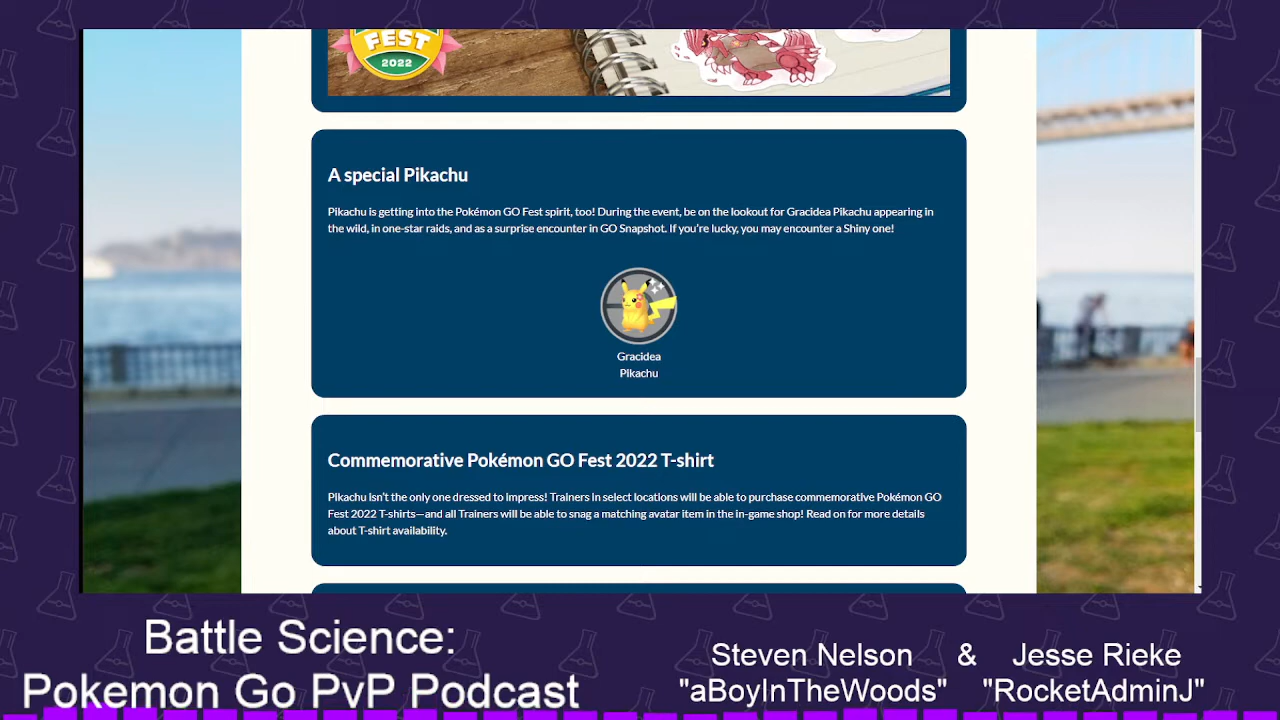 FEST
2022
A special Pikachu
Pikachu is getting into the Pokémon GO Fest spirit, too! During the event, be on the lookout for Gracidea Pikachu appearing in
the wild, in one-star raids, and as a surprise encounter in GO Snapshot. If you’re lucky, you may encounter a Shiny one!
Gracidea
Pikachu
Commemorative Pokémon GO Fest 2022 T-shirt
Pikachu isn’t the only one dressed to impress! Trainers in select locations will be able to purchase commemorative Pokémon GO
Fest 2022 T-shirts—and all Trainers will be able to snag a matching avatar item in the in-game shop! Read on for more details
about T-shirt availability.
Battle Science:
Pokemon Go PvP Podcast
Steven Nelson & Jesse Rieke
"aBoyInTheWoods" "RocketAdminJ"